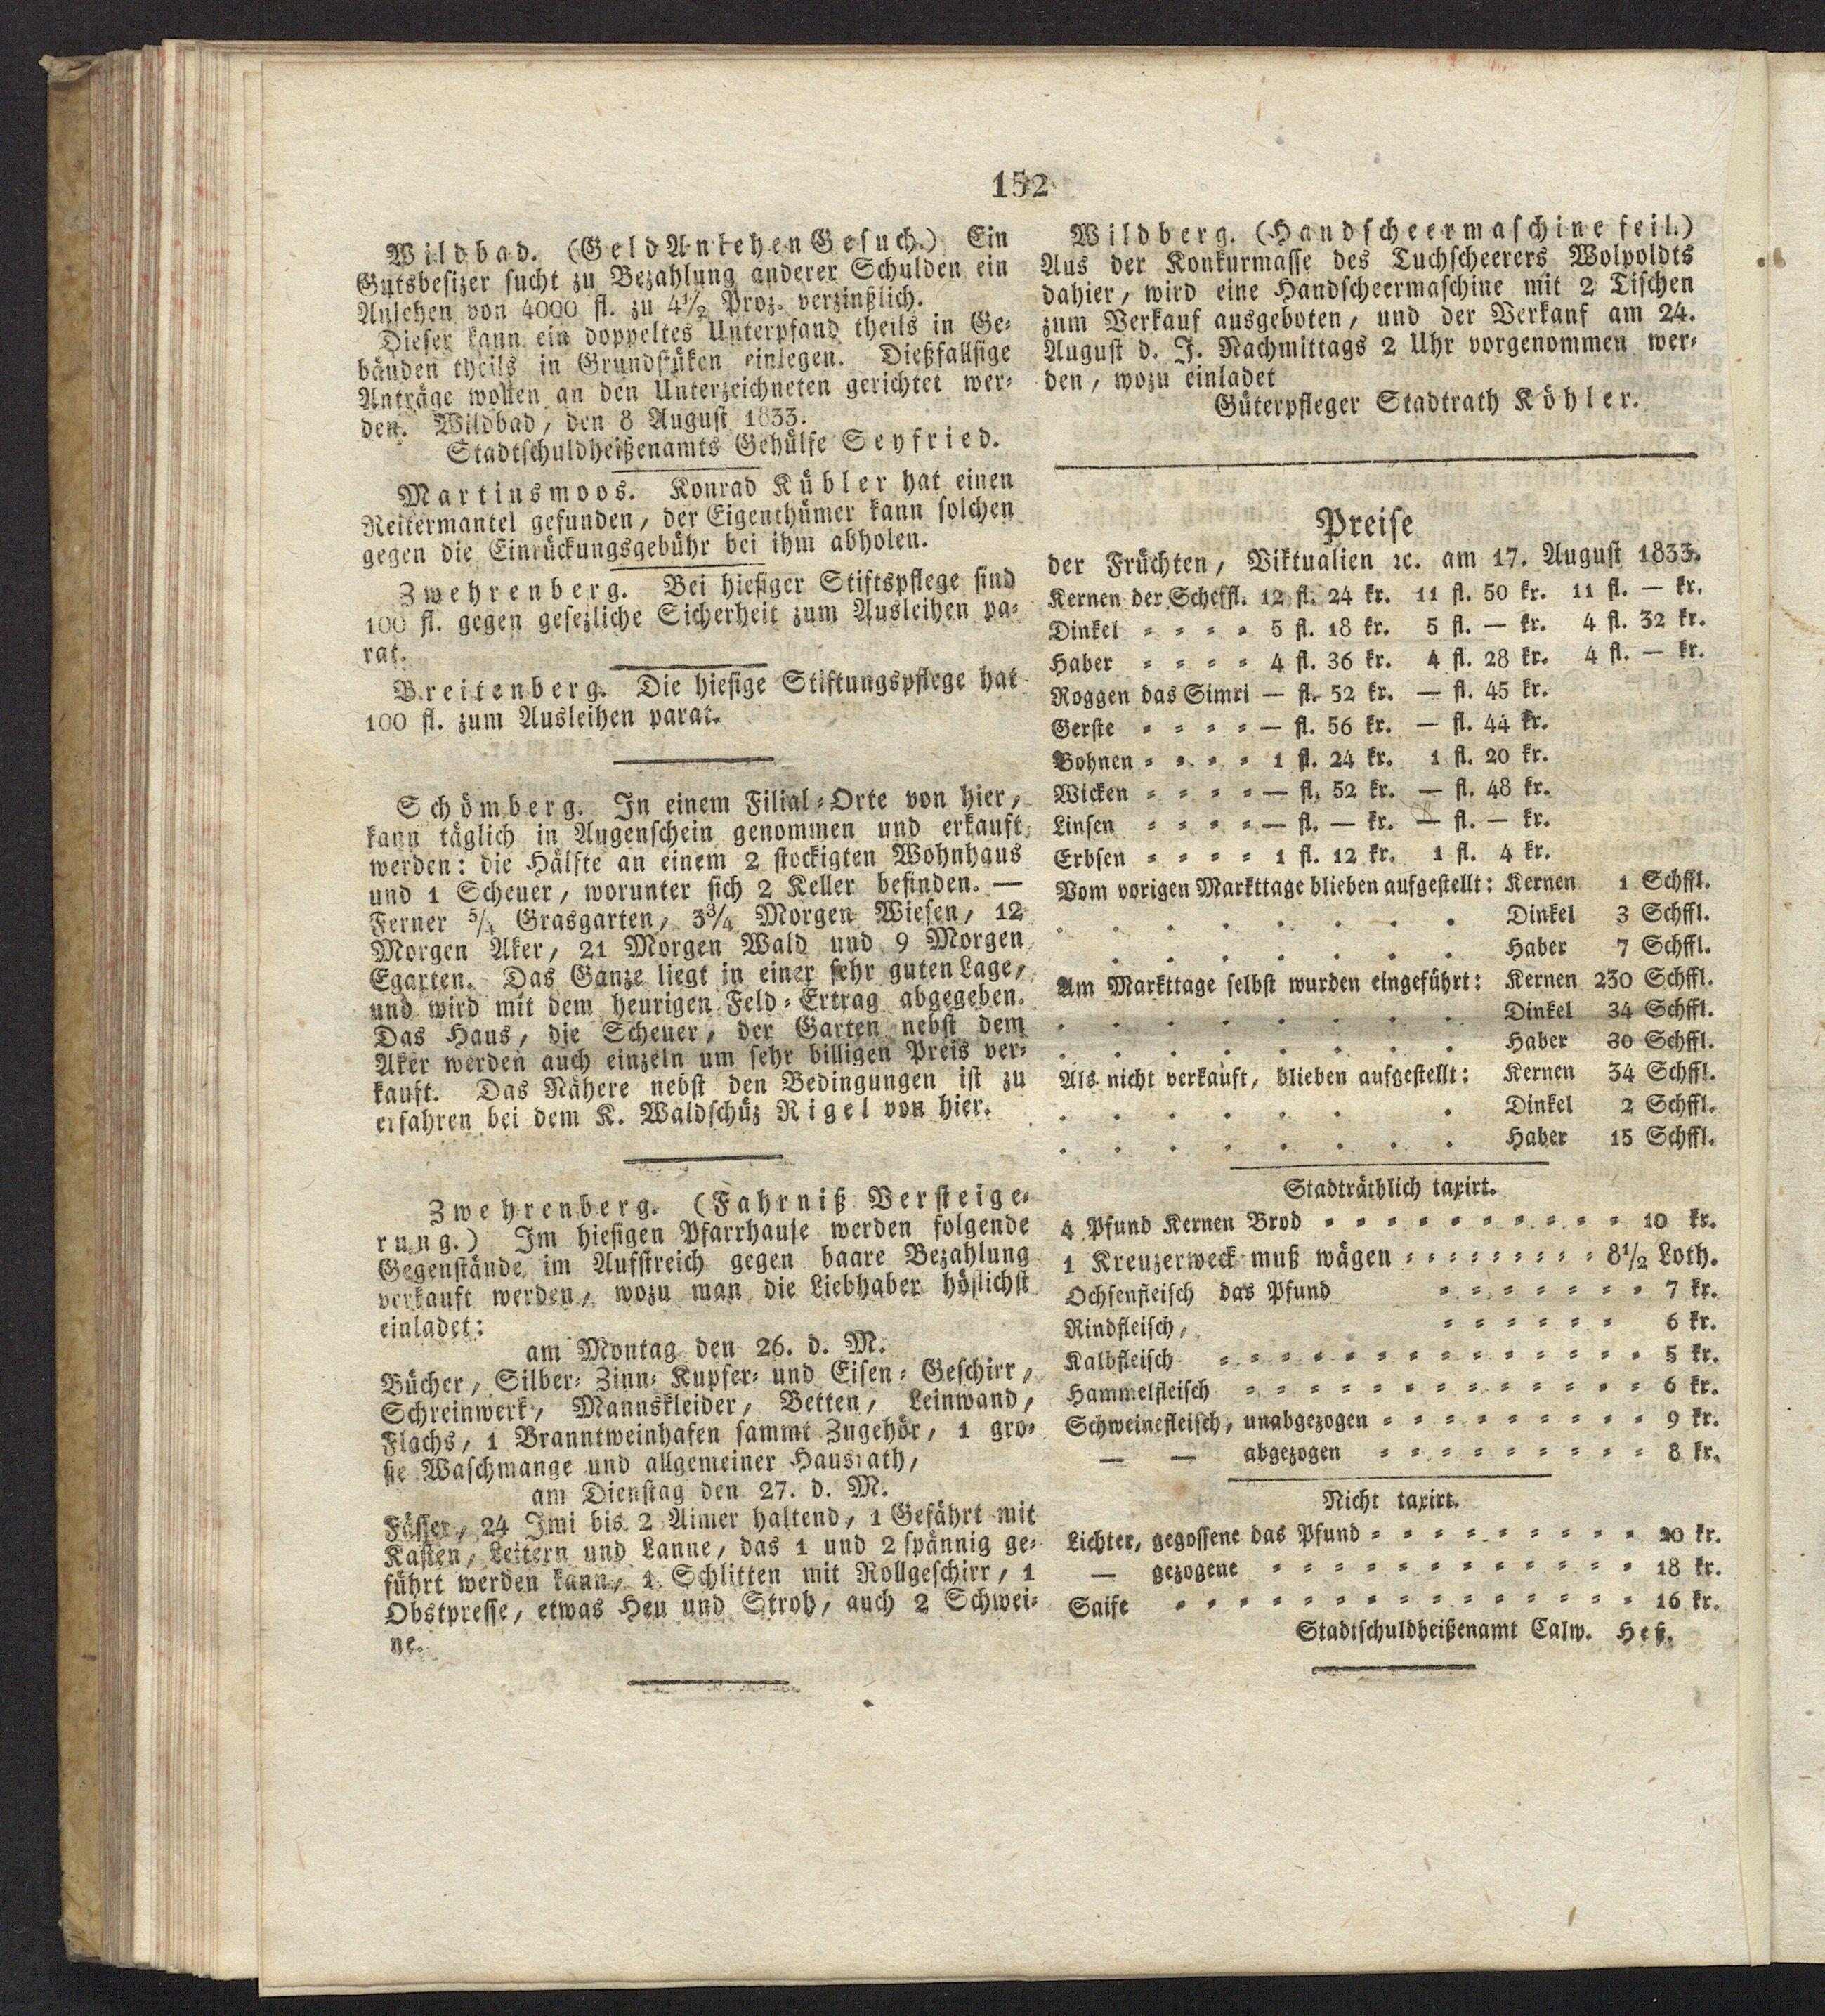 152
Wildbad. (GeldAnlehenGesuch.) Ein
Gutsbesizer sucht zu Bezahlung anderer Schulden ein
Anlehen von 4000 fl. zu 4½ Proz. verzinßlich.
Dieser kann ein doppeltes Unterpfand theils in Ge⸗
bäuden theils in Grundstüken einlegen. Dießfallsige
Anträge wollen an den Unterzeichneten gerichtet wer⸗
den. Wildbad, den 8 August 1833.
Stadtschuldheißenamts Gehülfe Seyfried.
Martinsmoos. Konrad Kübler hat einen
Reitermantel gefunden, der Eigenthümer kann solchen
gegen die Einrückungsgebühr bei ihm abholen.
Zwehrenberg. Bei hiesiger Stiftspflege sind
100 fl. gegen gesezliche Sicherheit zum Ausleihen pa⸗
rat.
Breitenberg. Die hiesige Stiftungspflege hat
100 fl. zum Ausleihen parat.
Schömberg. In einem Filial⸗Orte von hier,
kann täglich in Augenschein genommen und erkauft
werden: die Hälfte an einem 2 stockigten Wohnhaus
und 1 Scheuer, worunter sich 2 Keller befinden. —
Ferner 5/4 Grasgarten, 3¾ Morgen Wiesen, 12
Morgen Aker, 21 Morgen Wald und 9 Morgen
Egarten. Das Ganze liegt in einer sehr guten Lage,
und wird mit dem heurigen Feld⸗Ertrag abgegeben.
Das Haus, die Scheuer, der Garten nebst dem
Aker werden auch einzeln um sehr billigen Preis ver⸗
kauft. Das Nähere nebst den Bedingungen ist zu
erfahren bei dem K. Waldschüz Rigel von hier.
Zwehrenberg. (Fahrniß Versteige⸗
rung.) Im hiesigen Pfarrhause werden folgende
Gegenstände im Aufstreich gegen baare Bezahlung
verkauft werden, wozu man die Liebhaber höflichst
einladet:
am Montag den 26. d. M.
Bücher, Silber⸗ Zinn⸗ Kupfer⸗ und Eisen⸗Geschirr,
Schreinwerk, Mannskleider, Betten, Leinwand,
Flachs, 1 Branntweinhafen sammt Zugehör, 1 gro⸗
ße Waschmange und allgemeiner Hausrath,
am Dienstag den 27. d. M.
Fässer, 24 Imi bis 2 Aimer haltend, 1 Gefährt mit
Kasten, Leitern und Lanne, das 1 und 2 spännig ge⸗
führt werden kann, 1 Schlitten mit Rollgeschirr, 1
Obstpresse, etwas Heu und Stroh, auch 2 Schwei⸗
ne.
Wildberg. (Handscheermaschine feil.)
Aus der Konkurmasse des Tuchscheerers Wolpoldts
dahier, wird eine Handscheermaschine mit 2 Tischen
zum Verkauf ausgeboten, und der Verkauf am 24.
August d. J. Nachmittags 2 Uhr vorgenommen wer⸗
den, wozu einladet
Güterpfleger Stadtrath Köhler.
Preise
der Früchten, Viktualien ꝛc. am 17. August 1833.
Kernen der Scheffl. 12 fl. 24 kr. 11 fl. 50 kr. 11 fl. — kr.
Dinkel ⸗ ⸗ ⸗ ⸗ 5 fl. 18 kr. 5 fl. — kr. 4 fl. 32 kr.
Haber ⸗ ⸗ ⸗ ⸗ 4 fl. 36 kr. 4 fl. 28 kr. 4 fl. — kr.
Roggen das Simri — fl. 52 kr. — fl. 45 kr.
Gerste ⸗ ⸗ ⸗ ⸗ — fl. 56 kr. — fl. 44 kr.
Bohnen ⸗ ⸗ ⸗ ⸗ 1 fl. 24 kr. 1 fl. 20 kr.
Wicken ⸗ ⸗ ⸗ ⸗ — fl. 52 kr. — fl. 48 kr.
Linsen ⸗ ⸗ ⸗ ⸗ — fl. — kr. — fl. — kr.
Erbsen ⸗ ⸗ ⸗ ⸗ 1 fl. 12 kr. 1 fl. 4 kr.
Vom vorigen Markttage blieben aufgestellt: Kernen 1 Schffl.
. . . . . . . . Dinkel 3 Schffl.
. . . . . . . Haber 7 Schffl.
Am Markttage selbst wurden eingeführt: Kernen 230 Schffl.
. . . . . . . . Dinkel 34 Schffl.
. . . . . . . . Haber 30 Schffl.
Als nicht verkauft, blieben aufgestellt: Kernen 34 Schffl.
. . . . . . . Dinkel 2 Schffl.
. . . . . . . . Haber 15 Schffl.
Stadträthlich taxirt.
4 Pfund Kernen Brod ⸗ ⸗ ⸗ ⸗ ⸗ ⸗ ⸗ ⸗ ⸗ ⸗ ⸗ 10 kr.
1 Kreuzerweck muß wägen ⸗ ⸗ ⸗ ⸗ ⸗ ⸗ ⸗ ⸗ ⸗ 8½ Loth.
Ochsenfleisch das Pfund ⸗ ⸗ ⸗ ⸗ ⸗ ⸗ ⸗ 7 kr.
Rindfleisch, ⸗ ⸗ ⸗ ⸗ ⸗ ⸗ 6 kr.
Kalbfleisch ⸗ ⸗ ⸗ ⸗ ⸗ ⸗ ⸗ ⸗ ⸗ ⸗ ⸗ ⸗ ⸗ ⸗ 5 kr.
Hammelfleisch ⸗ ⸗ ⸗ ⸗ ⸗ ⸗ ⸗ ⸗ ⸗ ⸗ ⸗ ⸗ ⸗ 6 kr.
Schweinefleisch, unabgezogen ⸗ ⸗ ⸗ ⸗ ⸗ ⸗ ⸗ ⸗ ⸗ 9 kr.
— — abgezogen ⸗ ⸗ ⸗ ⸗ ⸗ ⸗ ⸗ ⸗ ⸗ 8 kr.
Nicht taxirt.
Lichter, gegossene das Pfund ⸗ ⸗ ⸗ ⸗ ⸗ ⸗ ⸗ ⸗ ⸗ 20 kr.
— gezogene ⸗ ⸗ ⸗ ⸗ ⸗ ⸗ ⸗ ⸗ ⸗ ⸗ ⸗ ⸗ ⸗ 18 kr.
Saife ⸗ ⸗ ⸗ ⸗ ⸗ ⸗ ⸗ ⸗ ⸗ ⸗ ⸗ ⸗ ⸗ ⸗ ⸗ 16 kr.
Stadtschuldheißenamt Calw. Heß.